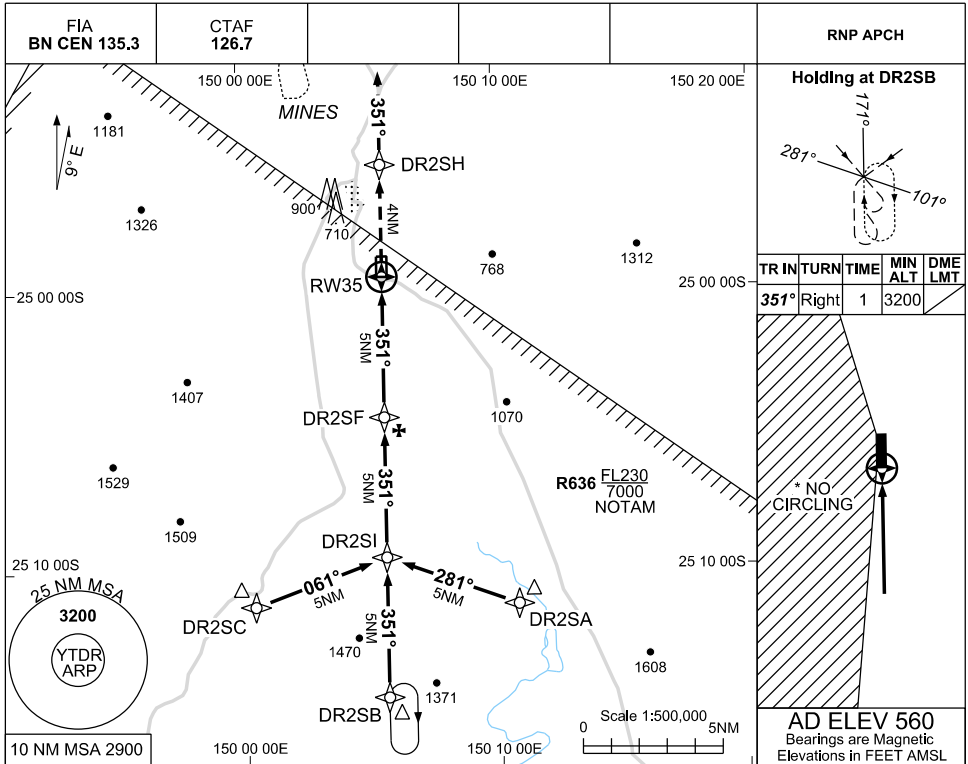 FIA
BN CEN 135.3
CTAF
126.7
RNP APCH
150 00 00E
150 10 00E
150 20 00E
MINES
9° E
1181
1326
351°
DR2SH
4NM
900
710
768
1312
RW35
25 00 00S
25 00 00S
351°
5NM
1407
DR2SF
1070
1529
1509
351°
5NM
R636 FL230
7000
NOTAM
DR2SI
25 10 00S
25 10 00S
061°
5NM
281°
5NM
DR2SC
DR2SA
351°
5NM
1470
1371
1608
DR2SB
25 NM MSA
3200
YTDR
ARP
10 NM MSA 2900
150 00 00E
150 10 00E
Scale 1:500,000
0
5NM
Holding at DR2SB
171°
281°
101°
TR IN TURN TIME MIN ALT DME LMT
351° Right 1 3200
* NO
CIRCLING
AD ELEV 560
Bearings are Magnetic
Elevations in FEET AMSL